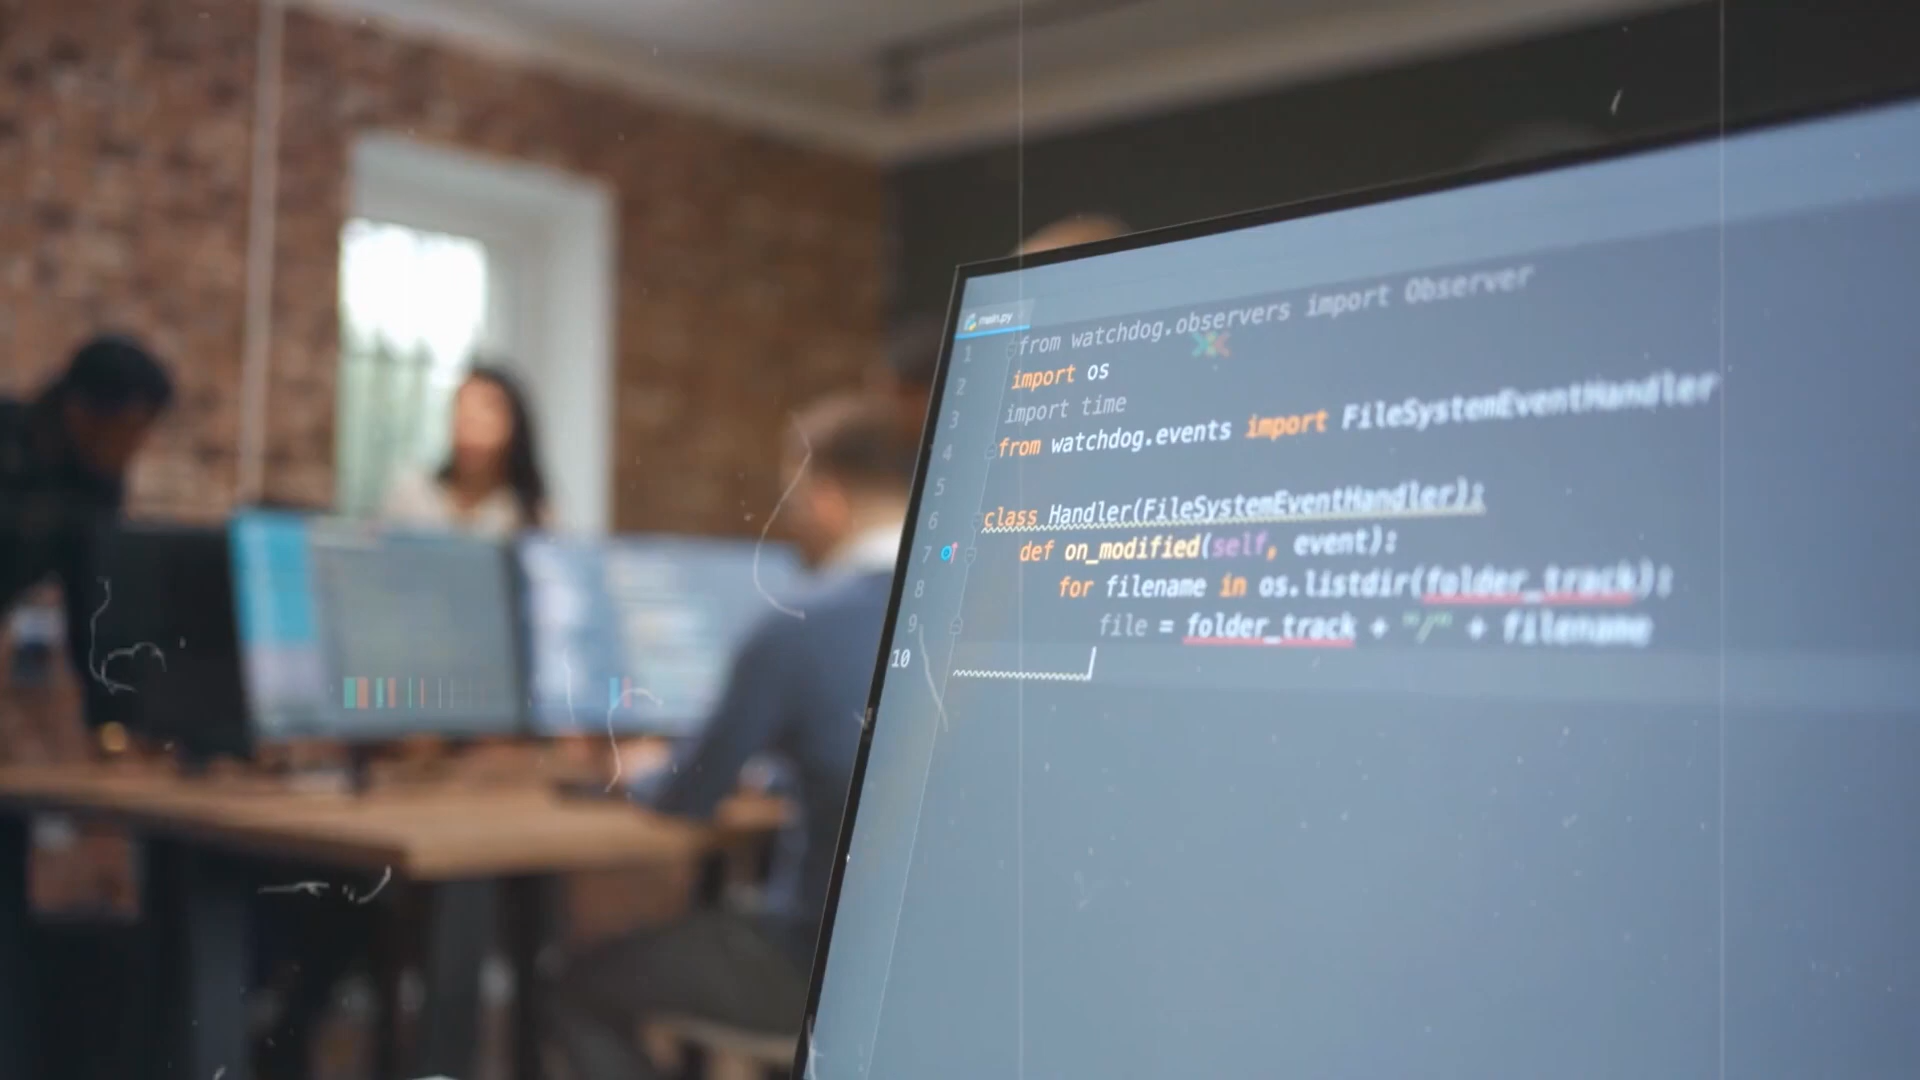 main.py
1 from watchdog.observers import Observer
2 import os
3 import time
4 from watchdog.events import import FileSystemEventHandler
5
6 class Handler(FileSystemEventHandler):
7 def on_modified(self, event):
8 for filename in os.listdir(folder_track):
9 file = folder_track + "/" + filename
10